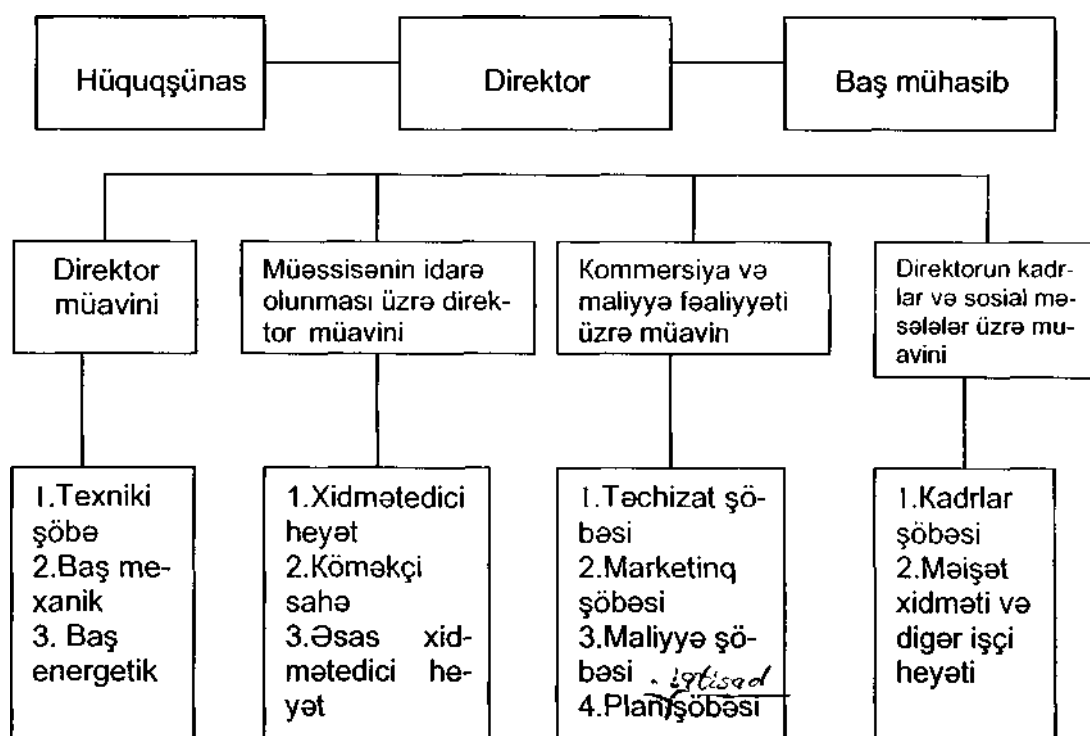 Hüquqşünas
Direktor
Baş mühasib
Direktor
müavini
Müəssisənin idarə
olunması üzrə direk-
tor müavini
Kommersiya və
maliyyə fəaliyyəti
üzrə müavin
Direktorun kadr-
lar və sosial mə-
sələlər üzrə mu-
avini
1.Texniki
şöbə
2.Baş me-
xanik
3. Baş
energetik
1.Xidmətedici
heyət
2.Köməkçi
sahə
3.Əsas xid-
mətedici he-
yət
1.Təchizat şö-
bəsi
2.Marketinq
şöbəsi
3.Maliyyə şö-
bəsi
iqtisad
4.Plan şöbəsi
1.Kadrlar
şöbəsi
2.Məişət
xidməti və
digər işçi
heyəti